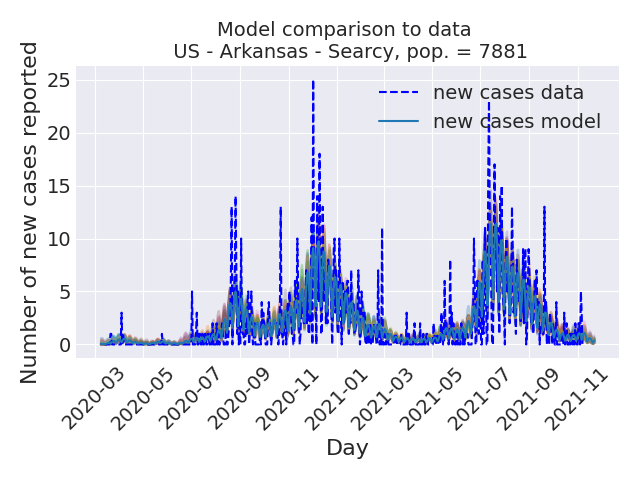 Model comparison to data
US - Arkansas - Searcy, pop. = 7881
Number of new cases reported
25
20
15
10
5
0
new cases data
new cases model
2020-03
2020-05
2020-07
2020-09
2020-11
2021-01
2021-03
2021-05
2021-07
2021-09
2021-11
Day